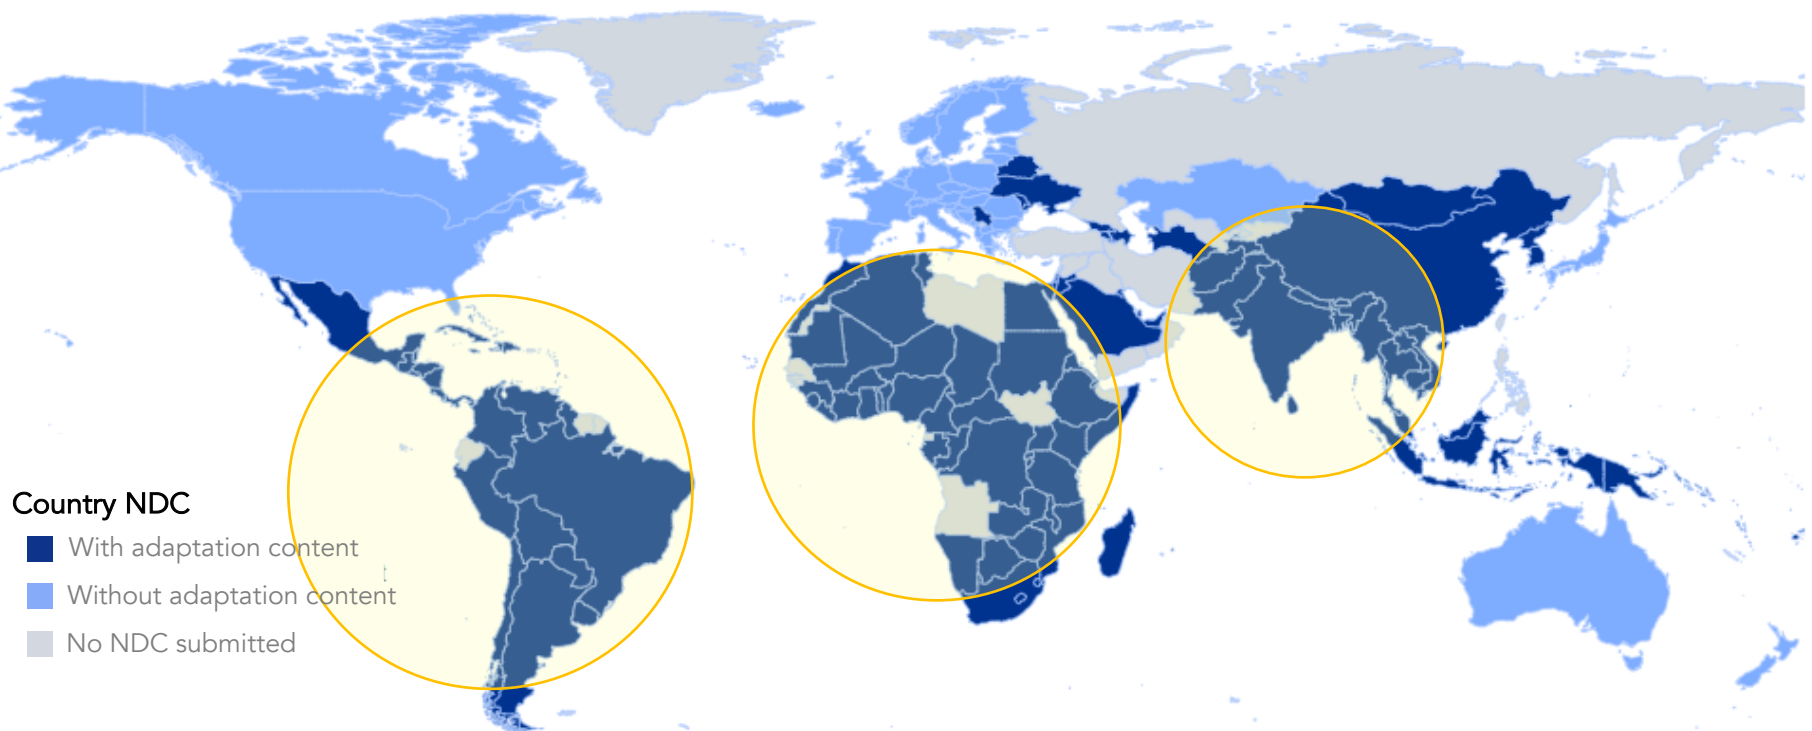 Country NDC
With adaptation content
Without adaptation content
No NDC submitted